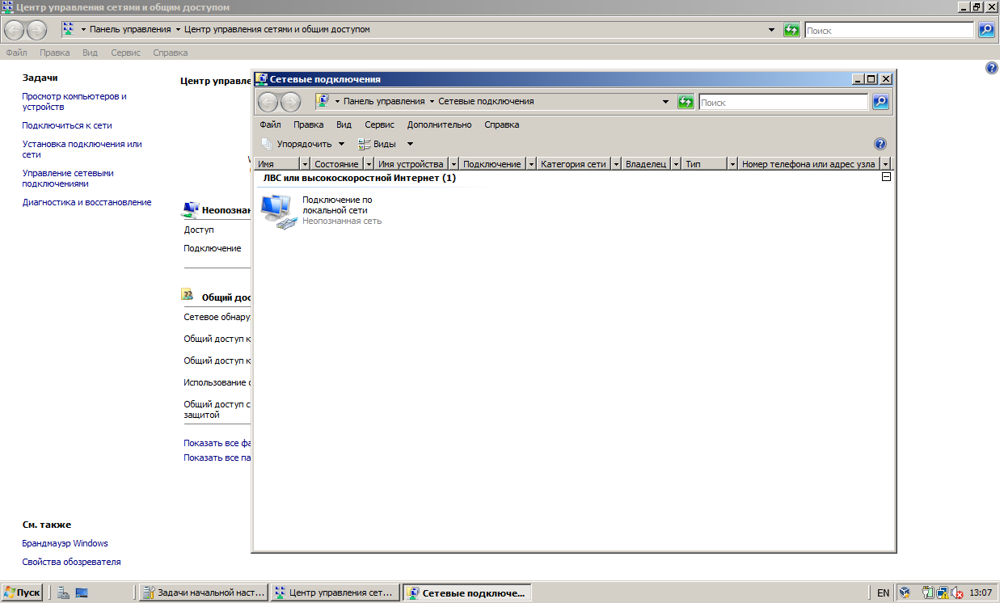 Центр управления сетями и общим доступом
Панель управления Центр управления сетями и общим доступом
Поиск
Файл Правка Вид Сервис Справка
Задачи
Просмотр компьютеров и
устройств
Подключиться к сети
Установка подключения или
сети
Управление сетевыми
подключениями
Диагностика и восстановление
Центр управле
Неопознан
Доступ
Подключение
Общий дос
Сетевое обнару
Общий доступ к
Общий доступ к
Использование
Общий доступ с
защитой
Показать все фа
Показать все па
См. также
Брандмауэр Windows
Свойства обозревателя
Сетевые подключения
Панель управления Сетевые подключения
Поиск
Файл Правка Вид Сервис Дополнительно Справка
Упорядочить Виды
Имя Состояние Имя устройства Подключение Категория сети Владелец Тип Номер телефона или адрес узла
ЛВС или высокоскоростной Интернет (1)
Подключение по
локальной сети
Неопознанная сеть
Пуск Задачи начальной наст... Центр управления сет... Сетевые подключе... EN 13:07